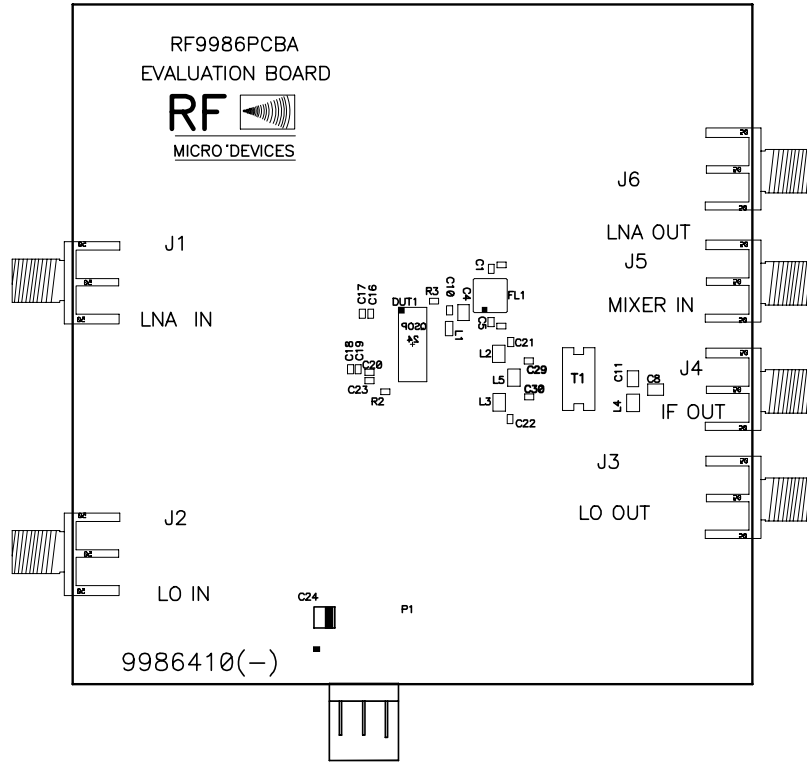 RF9986PCBA
EVALUATION BOARD
RF
MICRO DEVICES
J6
J1
LNA OUT
J5
C1
C17
C16
R3
C10
C4
FL1
DUT1
LNA IN
MIXER IN
QSOP
24
C5
L1
C18
C19
L2
C21
C20
C29
T1
C11
C8
J4
C23
L5
R2
L3
C30
L4
IF OUT
C22
J3
LO OUT
J2
LO IN
C24
P1
9986410(-)